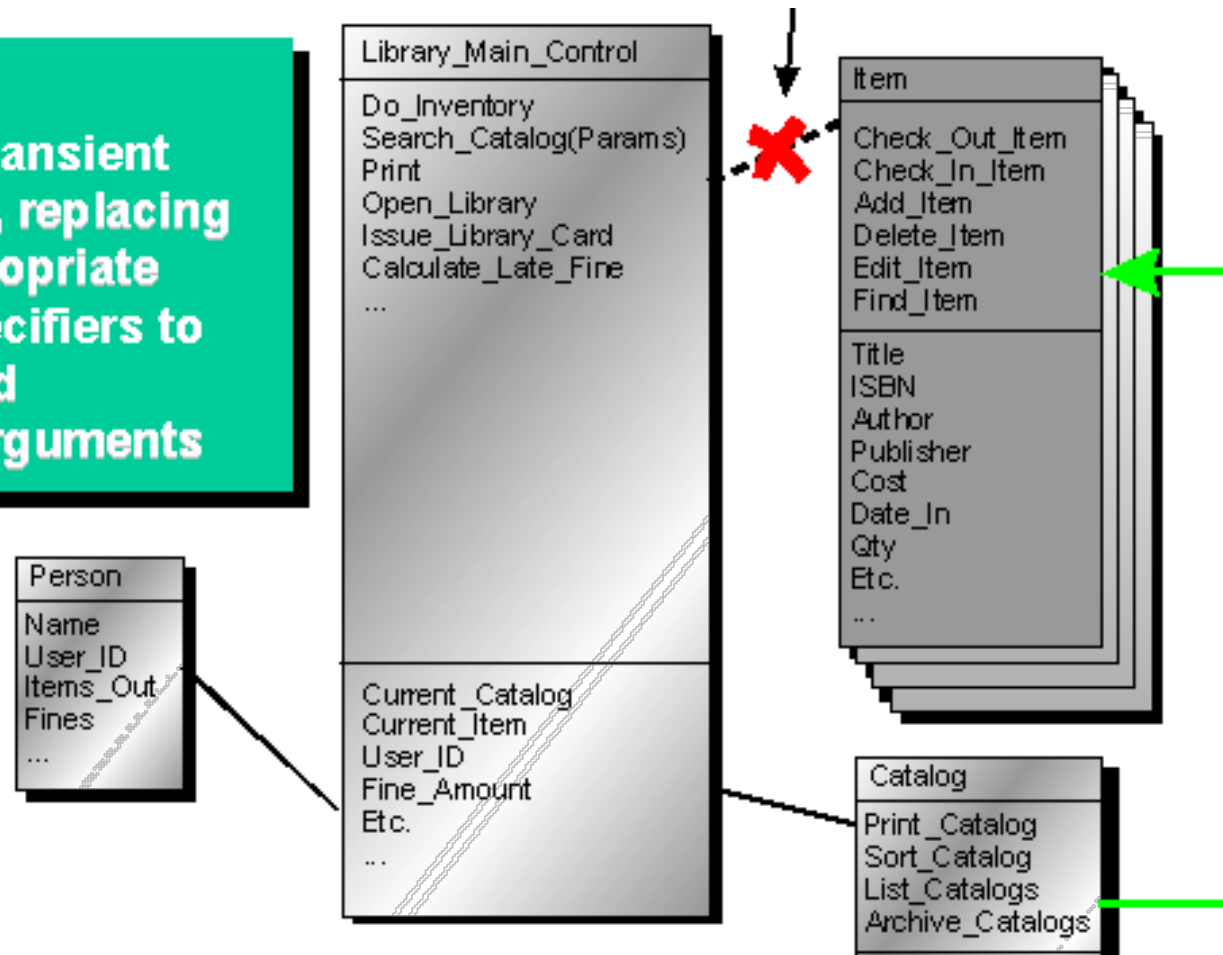 ansient
, replacing
opriate
ecifiers to
d
rguments
Library_Main_Control
Do_Inventory
Search_Catalog(Params)
Print
Open_Library
Issue_Library_Card
Calculate_Late_Fine
...
Current_Catalog
Current_Item
User_ID
Fine_Amount
Etc.
...
Item
Check_Out_Item
Check_In_Item
Add_Item
Delete_Item
Edit_Item
Find_Item
Title
ISBN
Author
Publisher
Cost
Date_In
Qty
Etc.
...
Person
Name
User_ID
Items_Out
Fines
...
Catalog
Print_Catalog
Sort_Catalog
List_Catalogs
Archive_Catalogs